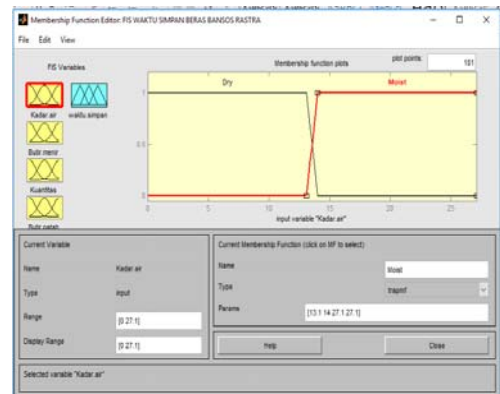 Membership Function Editor: FIS WAKTU SIMPAN BERAS BANSOS RASTRA
File Edit View
FIS Variables
Membership function plots
plot points:
181
Kadar.air
waktu.simpan
Butir.menir
Kuantitas
Butir.patah
Dry
Moist
1
0.5
0
0 5 10 15 20 25
input variable "Kadar.air"
Current Variable
Name Kadar.air
Type input
Range [0 27.1]
Display Range [0 27.1]
Current Membership Function (click on MF to select)
Name Moist
Type trapmf
Params [13.1 14 27.1 27.1]
Help
Close
Selected variable "Kadar.air"